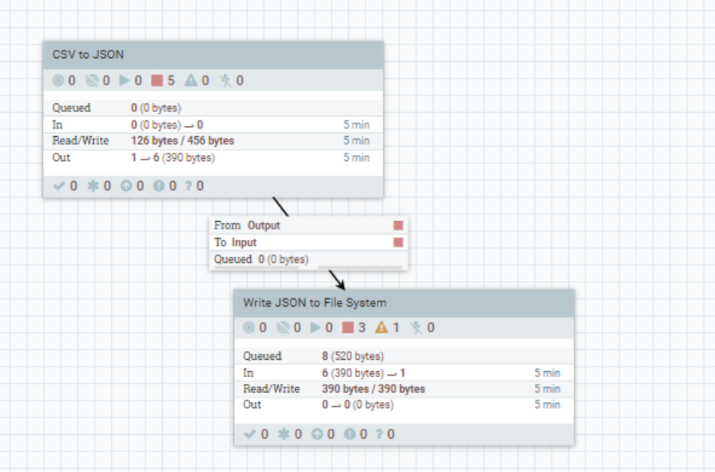 CSV to JSON
0 0 0 5 0 0
Queued 0 (0 bytes)
In 0 (0 bytes) → 0 5 min
Read/Write 126 bytes / 456 bytes 5 min
Out 1 → 6 (390 bytes) 5 min
0 0 0 0 ? 0
From Output
To Input
Queued 0 (0 bytes)
Write JSON to File System
0 0 0 3 1 0
Queued 8 (520 bytes)
In 6 (390 bytes) → 1 5 min
Read/Write 390 bytes / 390 bytes 5 min
Out 0 → 0 (0 bytes) 5 min
0 0 0 0 ? 0